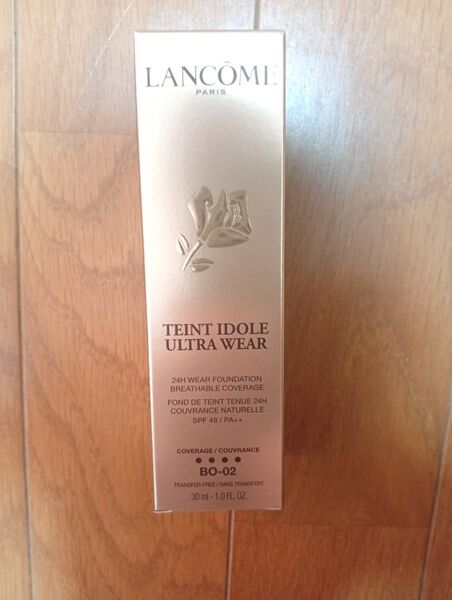 LANCÔME
PARIS
TEINT IDOLE
ULTRA WEAR
24H WEAR FOUNDATION
BREATHABLE COVERAGE
FOND DE TEINT TENUE 24H
COUVRANCE NATURELLE
SPF 48 / PA++
COVERAGE / COUVRANCE
BO-02
TRANSFER-FREE / SANS TRANSFERT
30 ml - 1.0 FL. OZ.